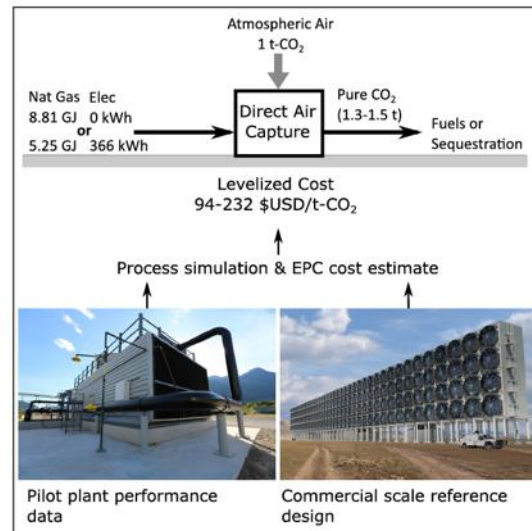 Atmospheric Air
1 t-CO₂
Nat Gas Elec
8.81 GJ 0 kWh
or
5.25 GJ 366 kWh
Direct Air
Capture
Pure CO₂
(1.3-1.5 t)
Fuels or
Sequestration
Levelized Cost
94-232 $USD/t-CO₂
Process simulation & EPC cost estimate
Pilot plant performance
data
Commercial scale reference
design